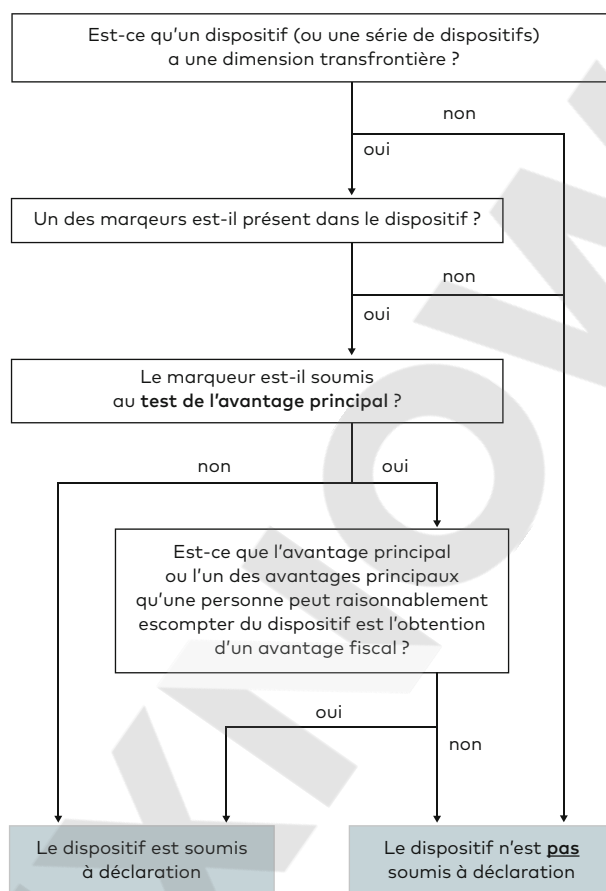 Est-ce qu'un dispositif (ou une série de dispositifs)
a une dimension transfrontière ?
non
oui
Un des marqeurs est-il présent dans le dispositif ?
non
oui
Le marqueur est-il soumis
au test de l'avantage principal ?
non
oui
Est-ce que l'avantage principal
ou l'un des avantages principaux
qu'une personne peut raisonnablement
escompter du dispositif est l'obtention
d'un avantage fiscal ?
oui
non
Le dispositif est soumis
à déclaration
Le dispositif n'est pas
soumis à déclaration